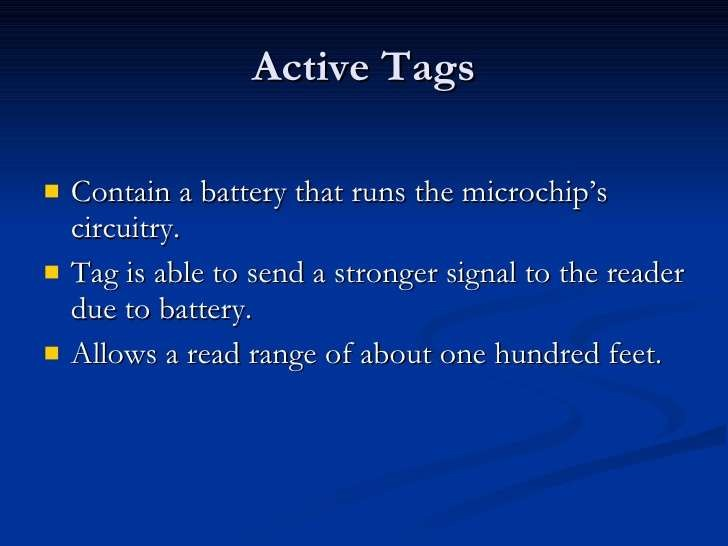 Active Tags
Contain a battery that runs the microchip’s
circuitry.
Tag is able to send a stronger signal to the reader
due to battery.
Allows a read range of about one hundred feet.